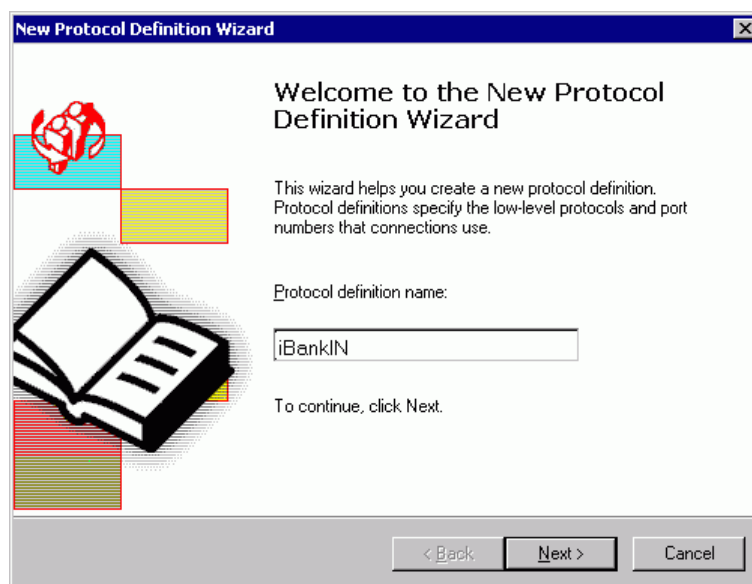 New Protocol Definition Wizard
Welcome to the New Protocol
Definition Wizard
This wizard helps you create a new protocol definition.
Protocol definitions specify the low-level protocols and port
numbers that connections use.
Protocol definition name:
iBankIN
To continue, click Next.
< Back Next > Cancel